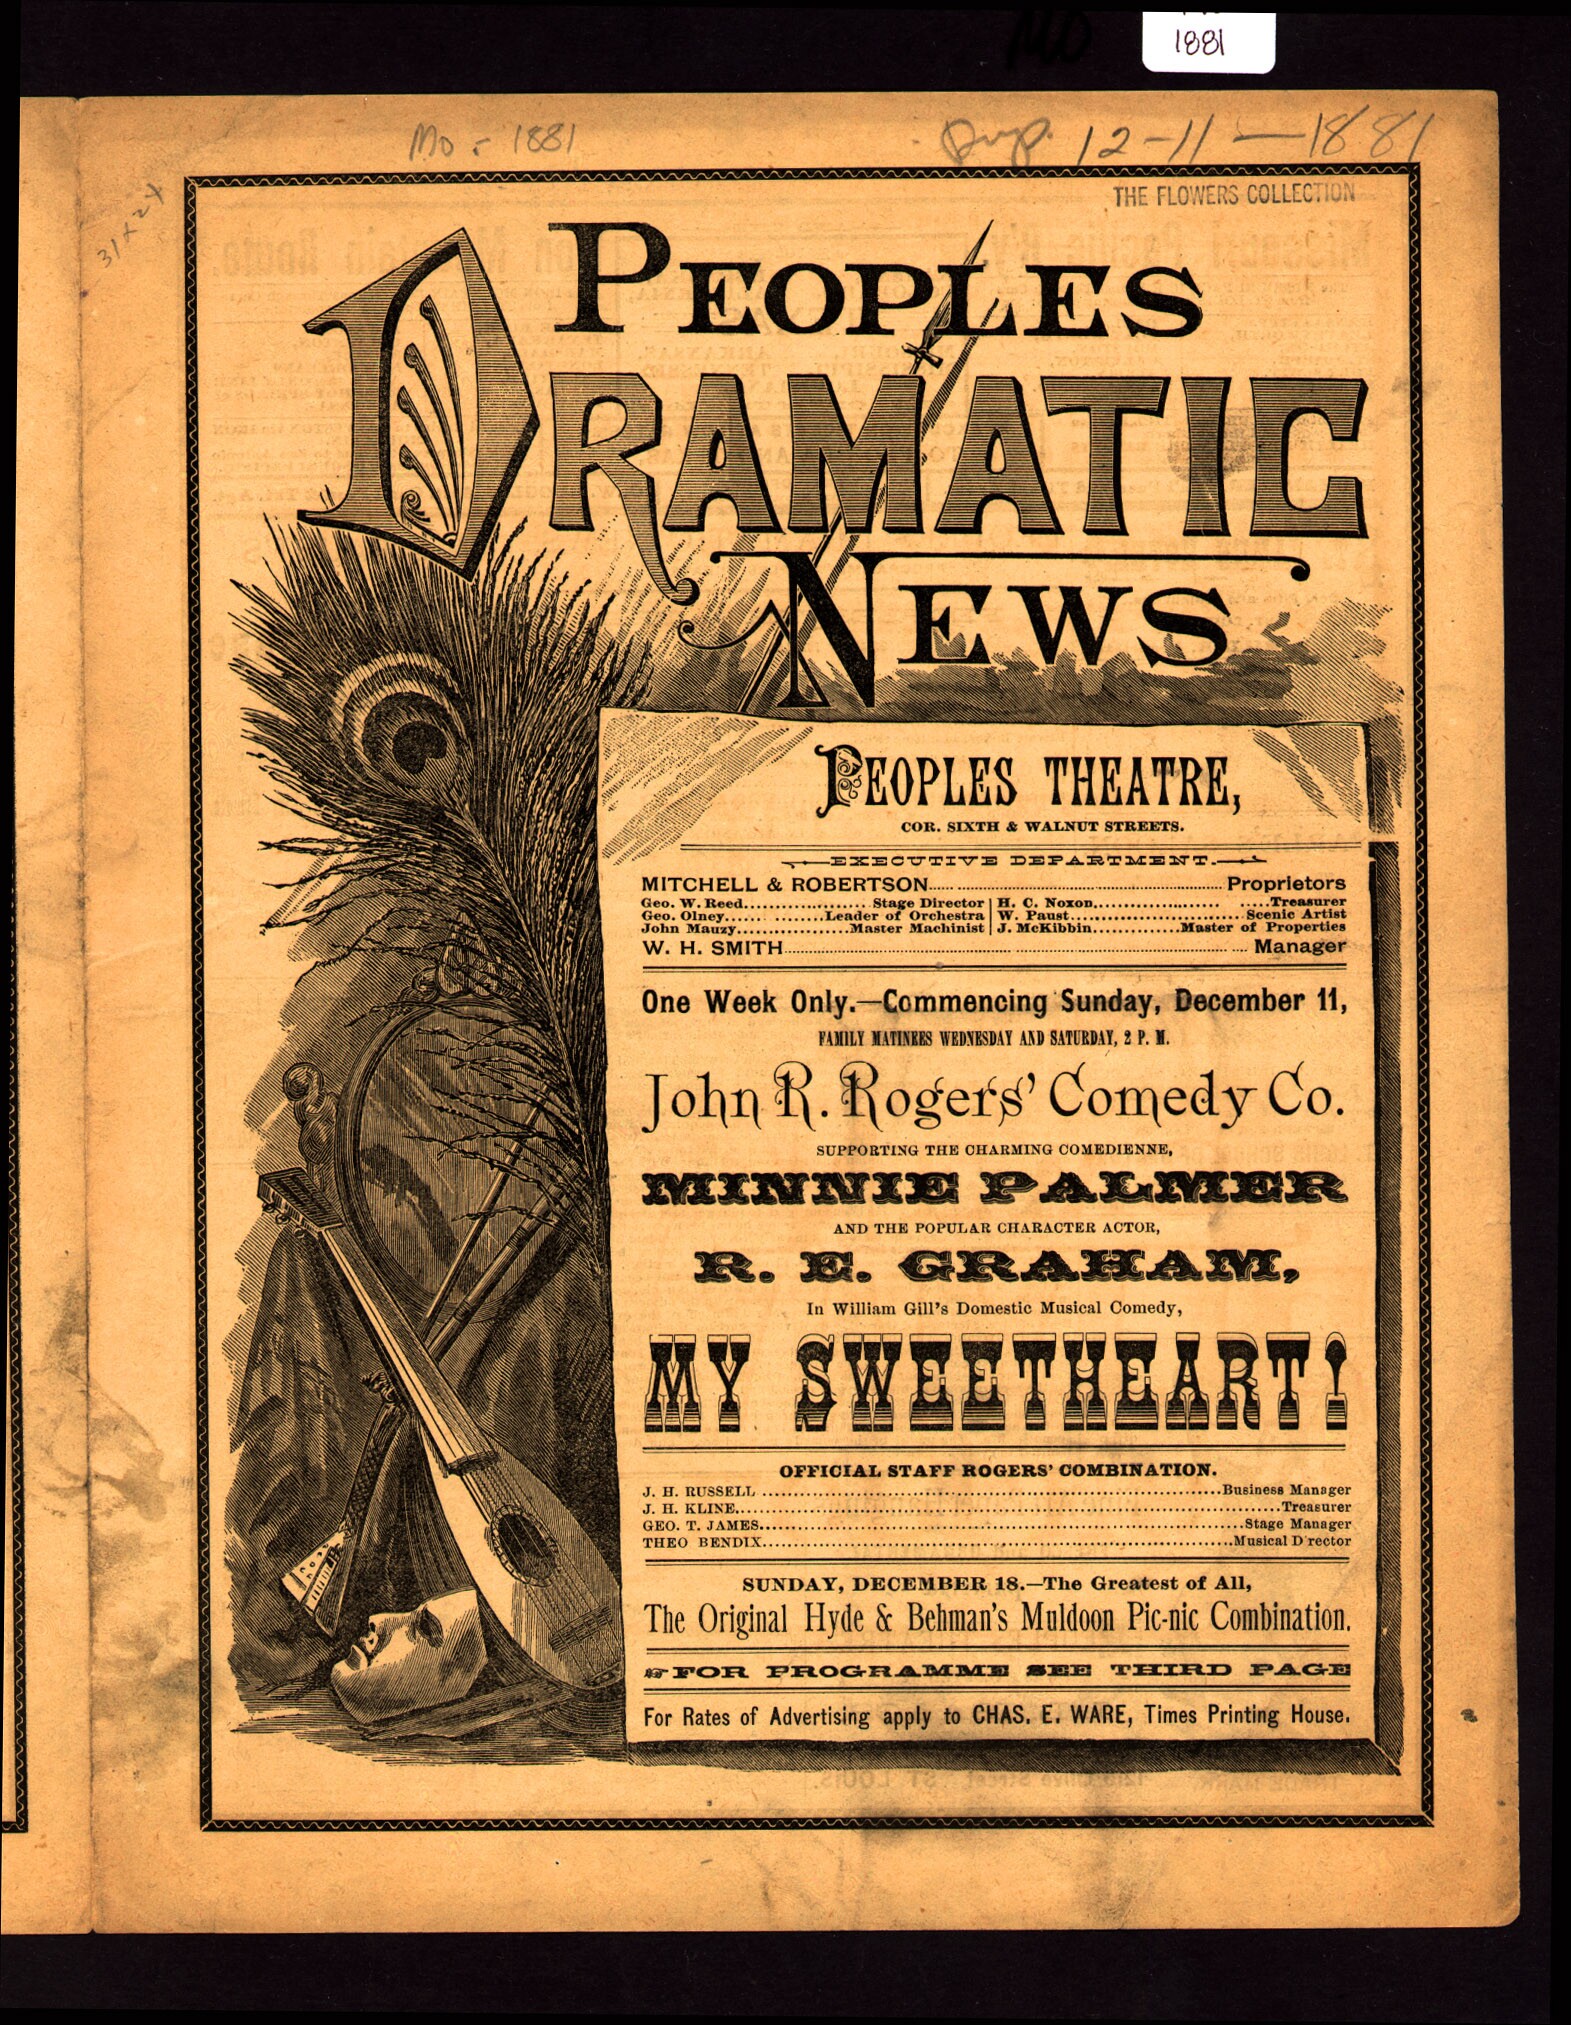 1881
Mo - 1881
12-11-1881
31 x 24
THE FLOWERS COLLECTION
PEOPLES
DRAMATIC
NEWS
PEOPLES THEATRE,
COR. SIXTH & WALNUT STREETS.
EXECUTIVE DEPARTMENT.
MITCHELL & ROBERTSON........Proprietors
Geo. W. Reed........Stage Director | H. C. Noxon........Treasurer
Geo. Olney........Leader of Orchestra | W. Paust........Scenic Artist
John Mauzy........Master Machinist | J. McKibbin........Master of Properties
W. H. SMITH........Manager
One Week Only.—Commencing Sunday, December 11,
FAMILY MATINEES WEDNESDAY AND SATURDAY, 2 P. M.
John R. Rogers' Comedy Co.
SUPPORTING THE CHARMING COMEDIENNE,
MINNIE PALMER
AND THE POPULAR CHARACTER ACTOR,
R. E. GRAHAM,
In William Gill's Domestic Musical Comedy,
MY SWEETHEART!
OFFICIAL STAFF ROGERS' COMBINATION.
J. H. RUSSELL........Business Manager
J. H. KLINE........Treasurer
GEO. T. JAMES........Stage Manager
THEO BENDIX........Musical D rector
SUNDAY, DECEMBER 18.—The Greatest of All,
The Original Hyde & Behman's Muldoon Pic-nic Combination.
☞FOR PROGRAMME SEE THIRD PAGE
For Rates of Advertising apply to CHAS. E. WARE, Times Printing House.